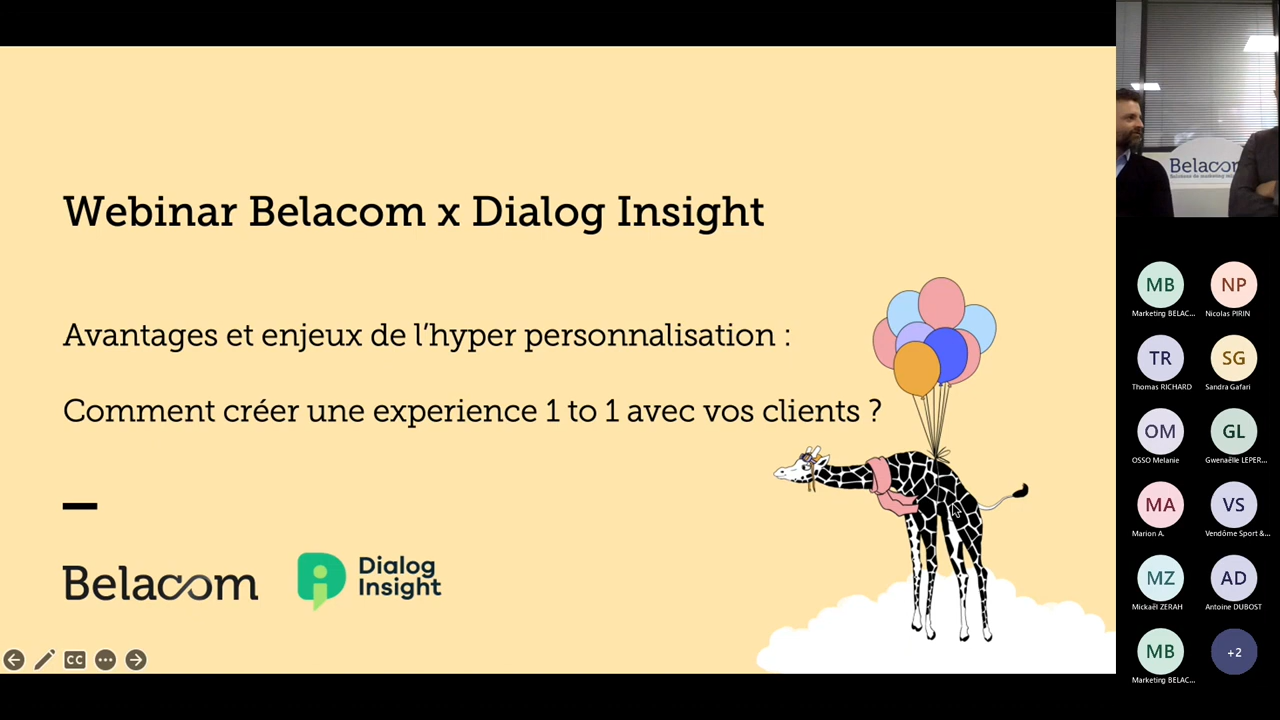 Webinar Belacom x Dialog Insight
Avantages et enjeux de l’hyper personnalisation :
Comment créer une experience 1 to 1 avec vos clients ?
Belacom
Dialog
Insight
CC
Belacom
MB
NP
Marketing BELAC...
Nicolas PIRIN
TR
SG
Thomas RICHARD
Sandra Gafari
OM
GL
OSSO Melanie
Gwenaëlle LEPER...
MA
VS
Marion A.
Vendôme Sport &...
MZ
AD
Mickaël ZERAH
Antoine DUBOST
MB
+2
Marketing BELAC...